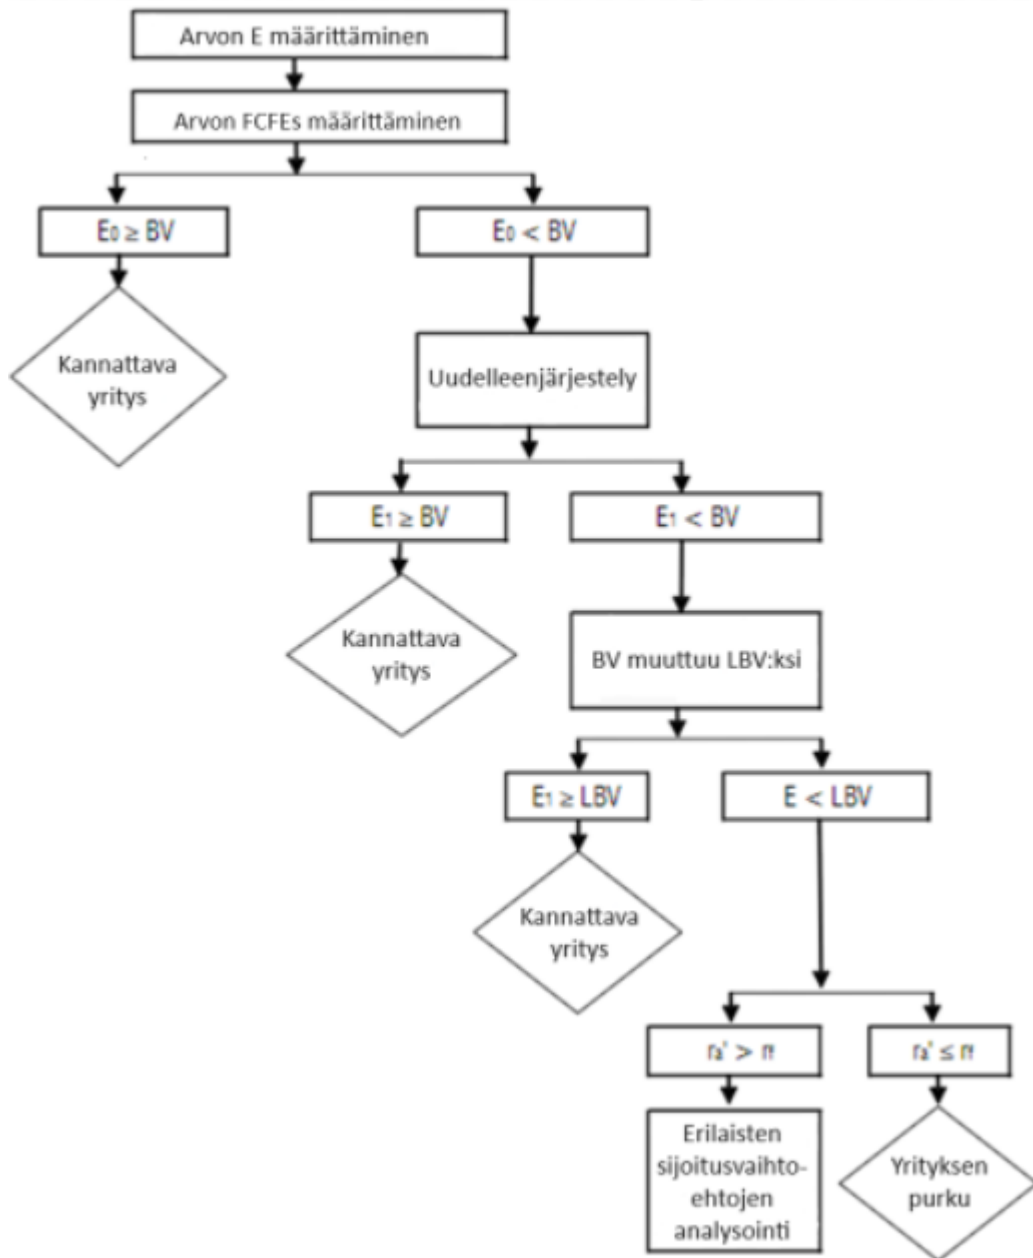 Arvon E määrittäminen
Arvon FCFEs määrittäminen
E₀ ≥ BV
E₀ < BV
Kannattava
yritys
Uudelleenjärjestely
E₁ ≥ BV
E₁ < BV
Kannattava
yritys
BV muuttuu LBV:ksi
E₁ ≥ LBV
E < LBV
Kannattava
yritys
rₐ' > rf
rₐ' ≤ rf
Erilaisten
sijoitusvaihto-
ehtojen
analysointi
Yrityksen
purku